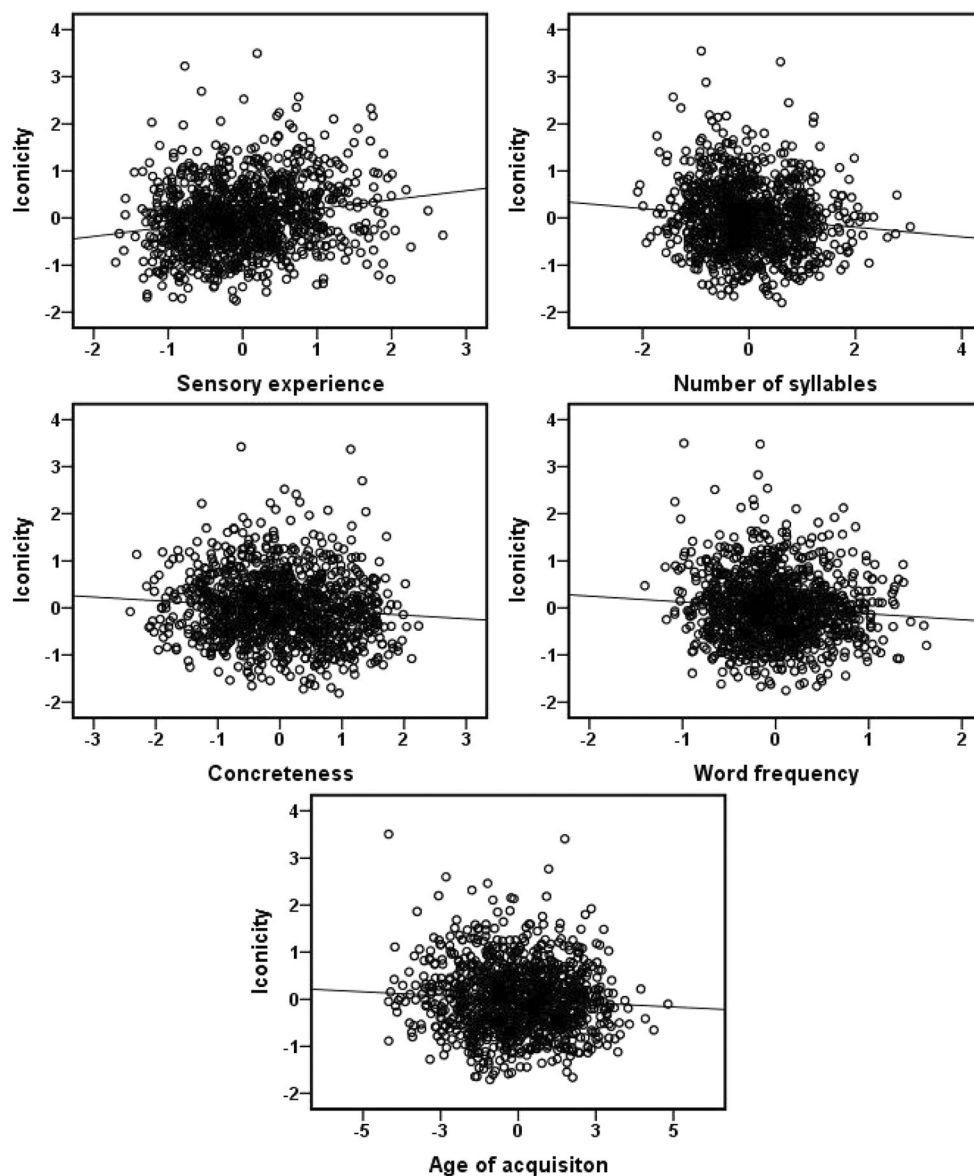 4
3
2
1
0
-1
-2
Iconicity
-2 -1 0 1 2 3
Sensory experience
4
3
2
1
0
-1
-2
Iconicity
-2 0 2 4
Number of syllables
4
3
2
1
0
-1
-2
Iconicity
-3 -2 -1 0 1 2 3
Concreteness
4
3
2
1
0
-1
-2
Iconicity
-2 -1 0 1 2
Word frequency
4
3
2
1
0
-1
-2
Iconicity
-5 -3 0 3 5
Age of acquisiton